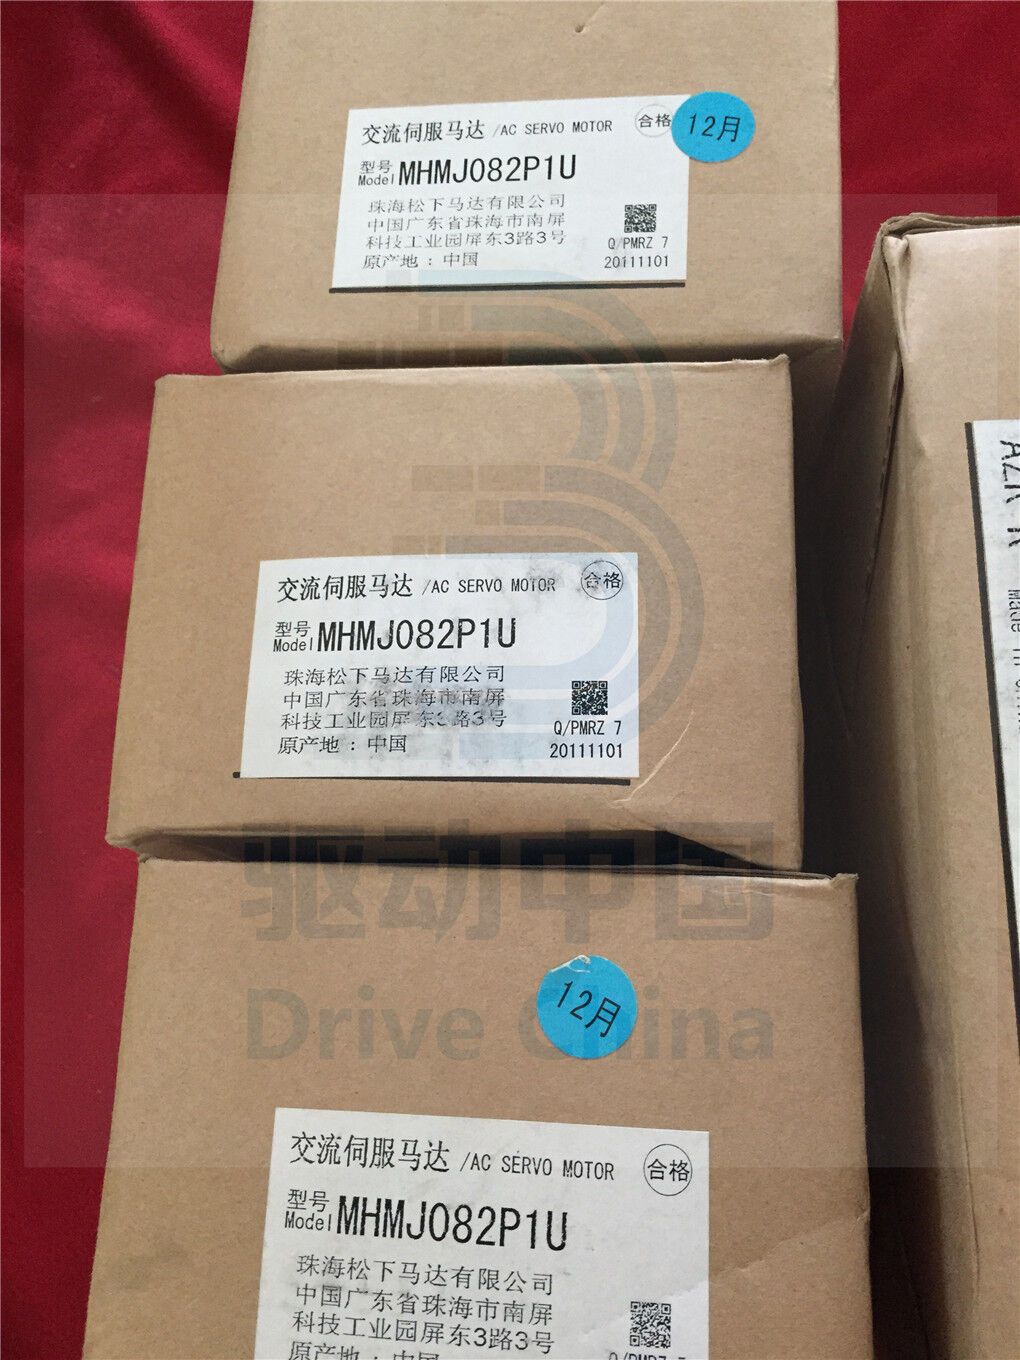 交流伺服马达 /AC SERVO MOTOR 合格 12月
型号
Model MHMJ082P1U
珠海松下马达有限公司
中国广东省珠海市南屏
科技工业园屏东3路3号
原产地：中国
Q/PMRZ 7
20111101
交流伺服马达 /AC SERVO MOTOR 合格
型号
Model MHMJ082P1U
珠海松下马达有限公司
中国广东省珠海市南屏
科技工业园屏东3路3号
原产地：中国
Q/PMRZ 7
20111101
驱动中国
Drive China
12月
交流伺服马达 /AC SERVO MOTOR 合格
型号
Model MHMJ082P1U
珠海松下马达有限公司
中国广东省珠海市南屏
科技工业园屏东3路3号
原产地：中国